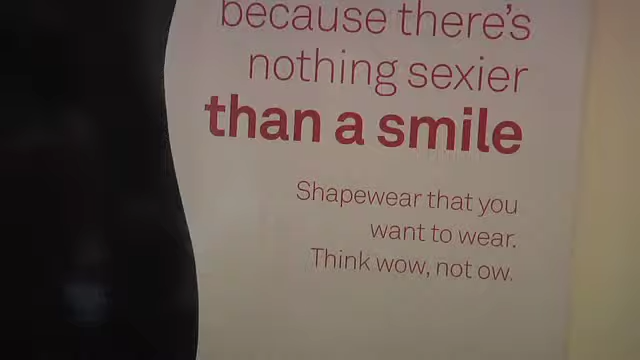 because there's
nothing sexier
than a smile
Shapewear that you
want to wear.
Think wow, not ow.